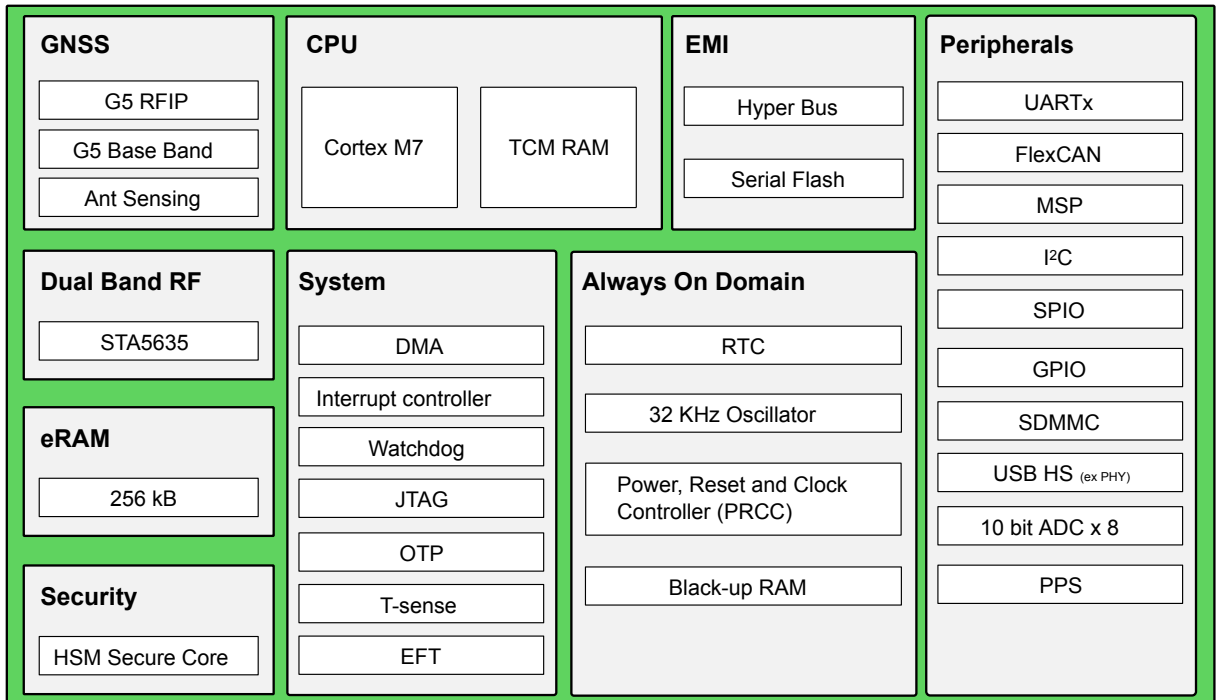 GNSS
G5 RFIP
G5 Base Band
Ant Sensing
CPU
Cortex M7
TCM RAM
EMI
Hyper Bus
Serial Flash
Peripherals
UARTx
FlexCAN
MSP
I²C
SPIO
GPIO
SDMMC
USB HS (ex PHY)
10 bit ADC x 8
PPS
Dual Band RF
STA5635
eRAM
256 kB
Security
HSM Secure Core
System
DMA
Interrupt controller
Watchdog
JTAG
OTP
T-sense
EFT
Always On Domain
RTC
32 KHz Oscillator
Power, Reset and Clock
Controller (PRCC)
Black-up RAM